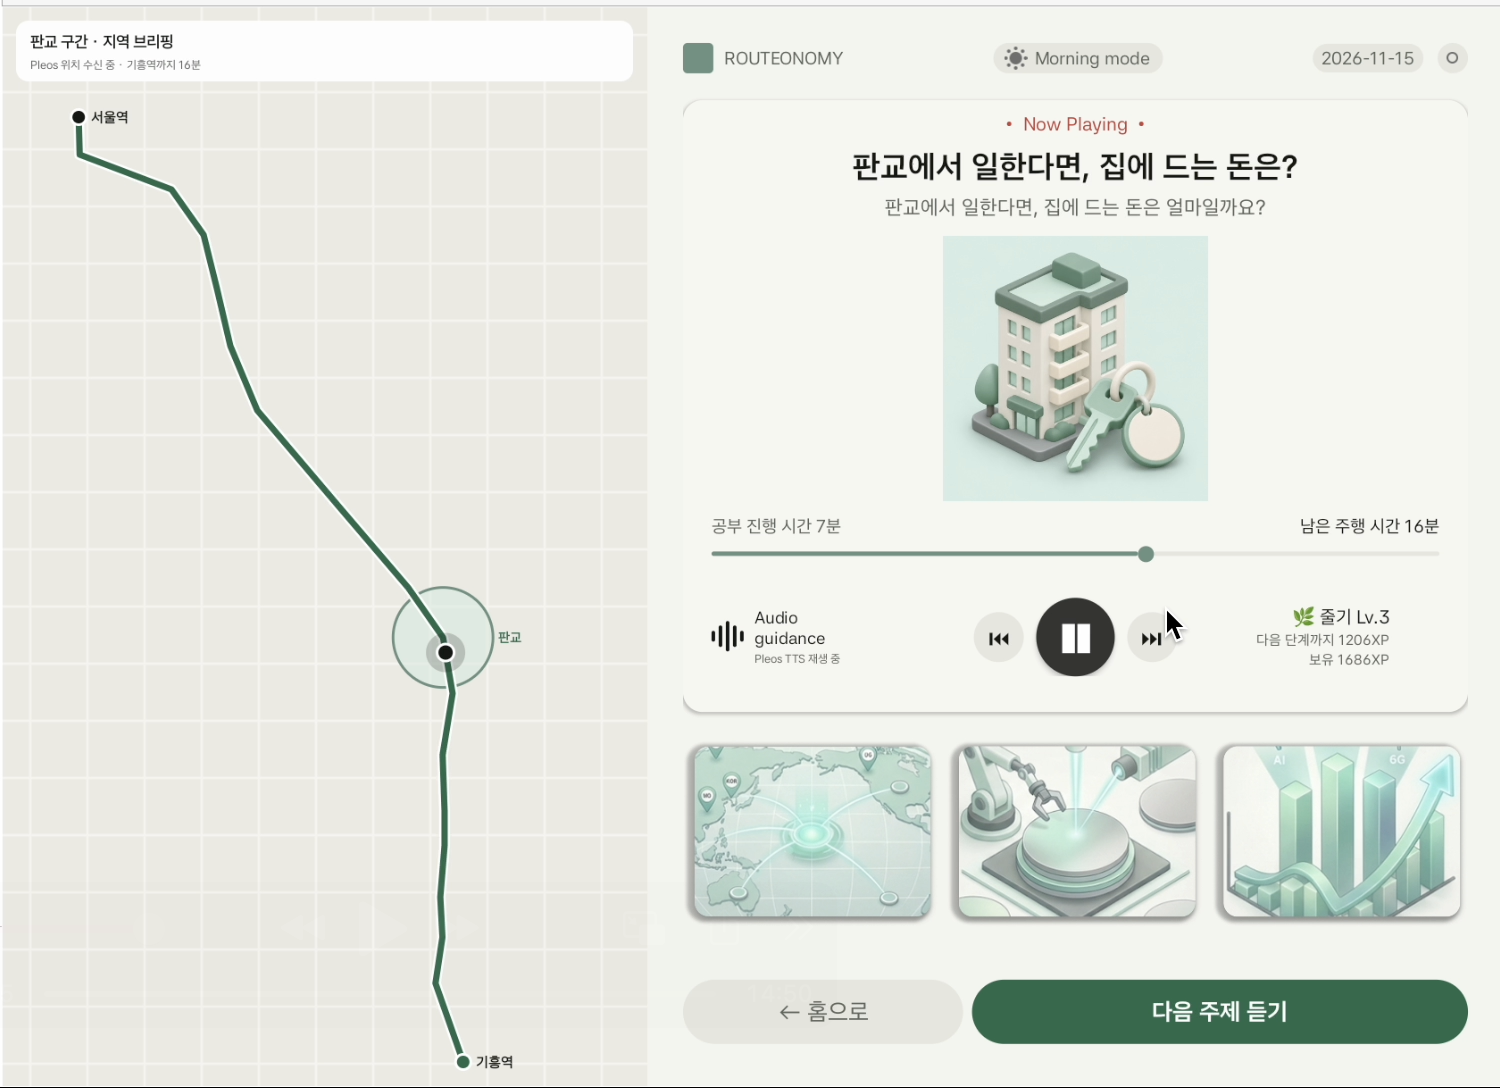 판교 구간 · 지역 브리핑
Pleos 위치 수신 중 · 기흥역까지 16분
서울역
판교
기흥역
ROUTEONOMY
Morning mode
2026-11-15
• Now Playing •
판교에서 일한다면, 집에 드는 돈은?
판교에서 일한다면, 집에 드는 돈은 얼마일까요?
공부 진행 시간 7분
남은 주행 시간 16분
Audio
guidance
Pleos TTS 재생 중
🌿 줄기 Lv.3
다음 단계까지 1206XP
보유 1686XP
AI
6G
← 홈으로
다음 주제 듣기